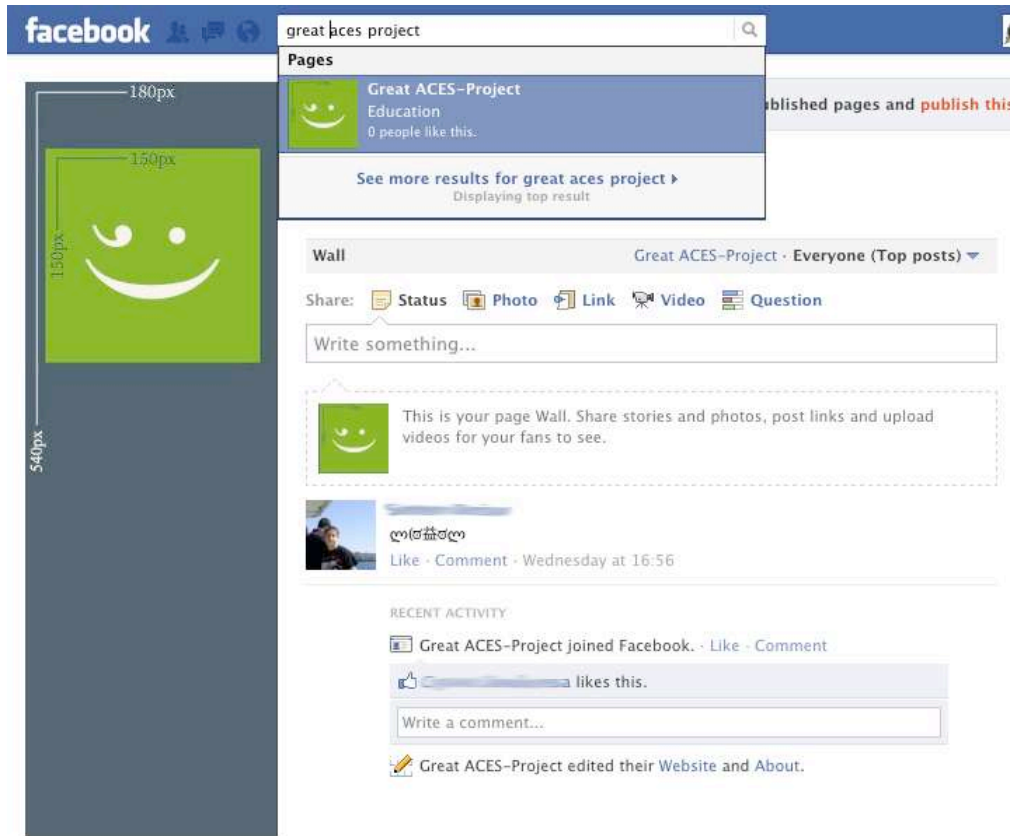 facebook
great aces project
Pages
Great ACES-Project
Education
0 people like this.
See more results for great aces project
Displaying top result
blished pages and publish this
180px
150px
150px
540px
Wall
Great ACES-Project · Everyone (Top posts)
Share: Status Photo Link Video Question
Write something...
This is your page Wall. Share stories and photos, post links and upload
videos for your fans to see.
Like · Comment · Wednesday at 16:56
RECENT ACTIVITY
Great ACES-Project joined Facebook. · Like · Comment
likes this.
Write a comment...
Great ACES-Project edited their Website and About.